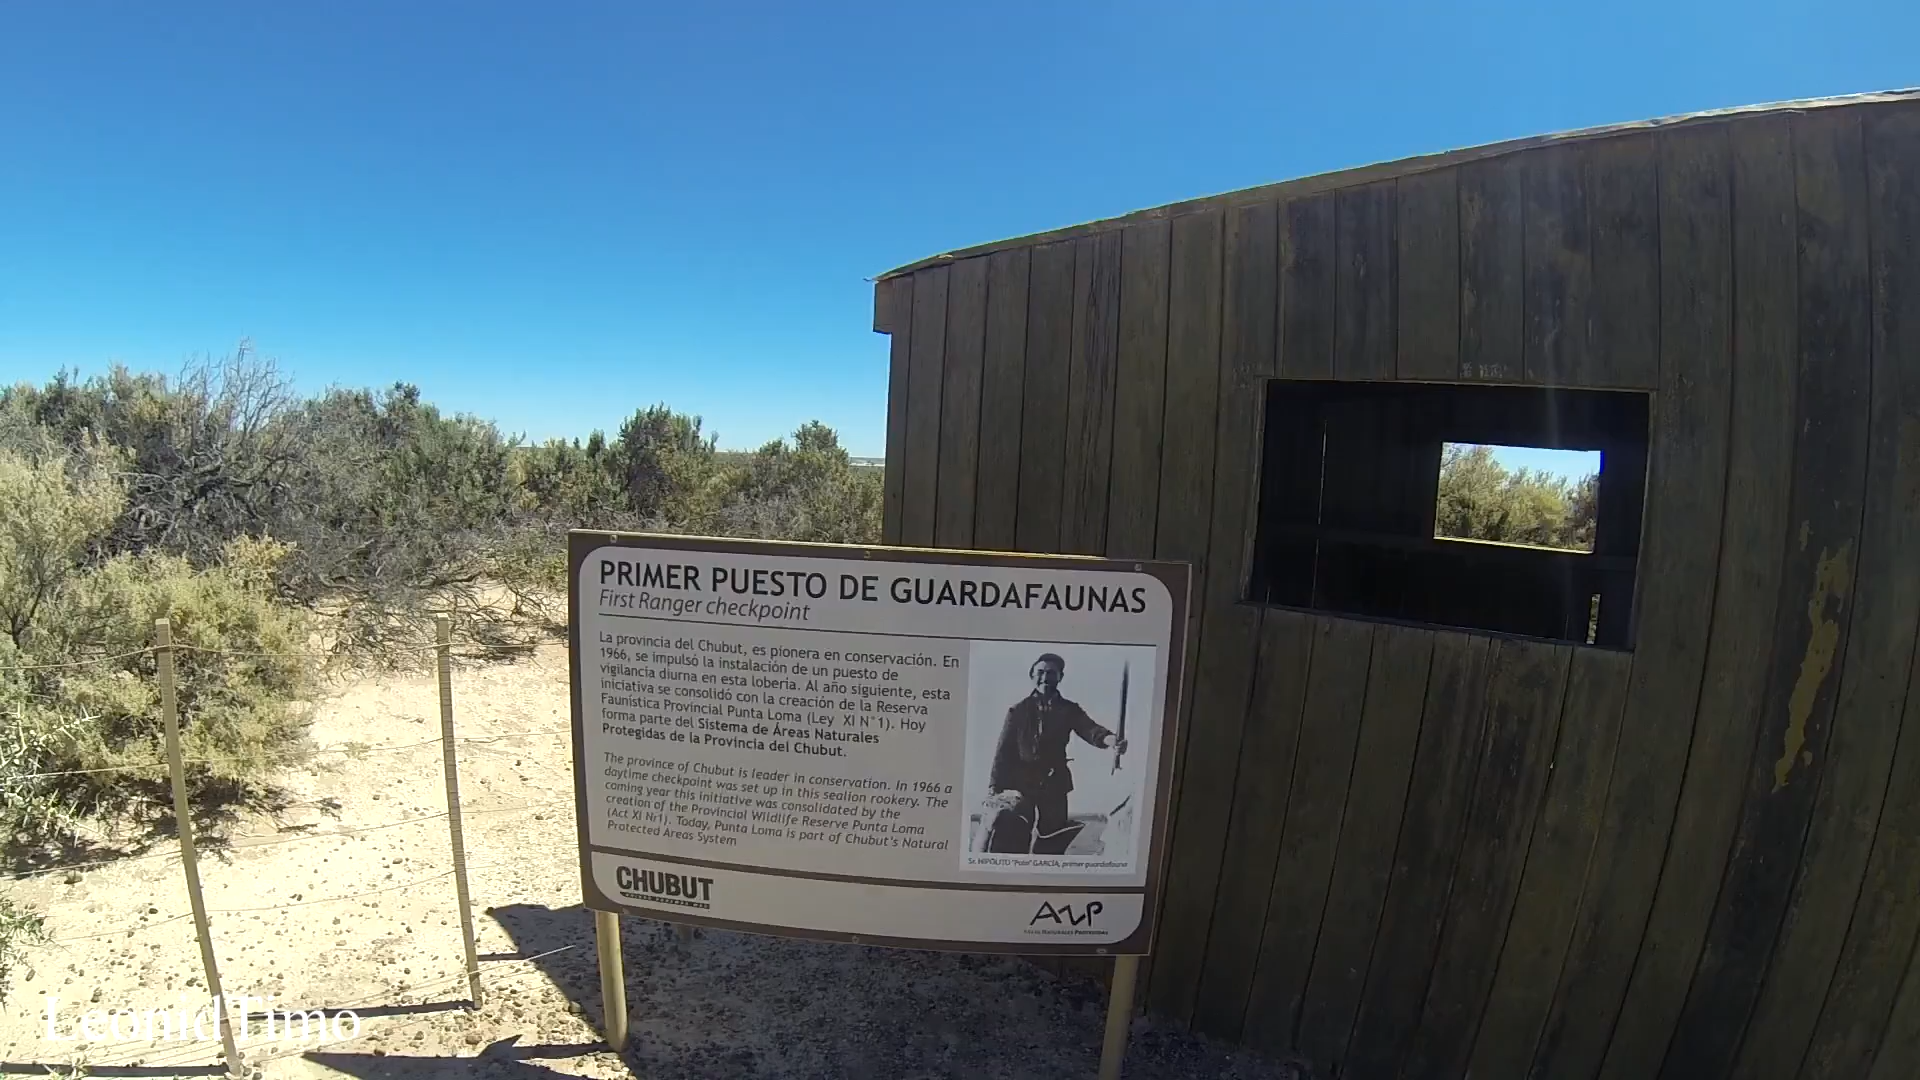 PRIMER PUESTO DE GUARDAFAUNAS
First Ranger checkpoint
La provincia del Chubut, es pionera en conservación. En
1966, se impulsó la instalación de un puesto de
vigilancia diurna en esta lobería. Al año siguiente, esta
iniciativa se consolidó con la creación de la Reserva
Faunística Provincial Punta Loma (Ley XI N°1). Hoy
forma parte del Sistema de Áreas Naturales
Protegidas de la Provincia del Chubut.
The province of Chubut is leader in conservation. In 1966 a
daytime checkpoint was set up in this sealion rookery. The
coming year this initiative was consolidated by the
creation of the Provincial Wildlife Reserve Punta Loma
(Act XI Nr1). Today, Punta Loma is part of Chubut's Natural
Protected Areas System
Sr. HIPÓLITO GARCÍA, primer guardafauna
CHUBUT
ANP
NATURALES PROTEGIDAS
LeonidTimo